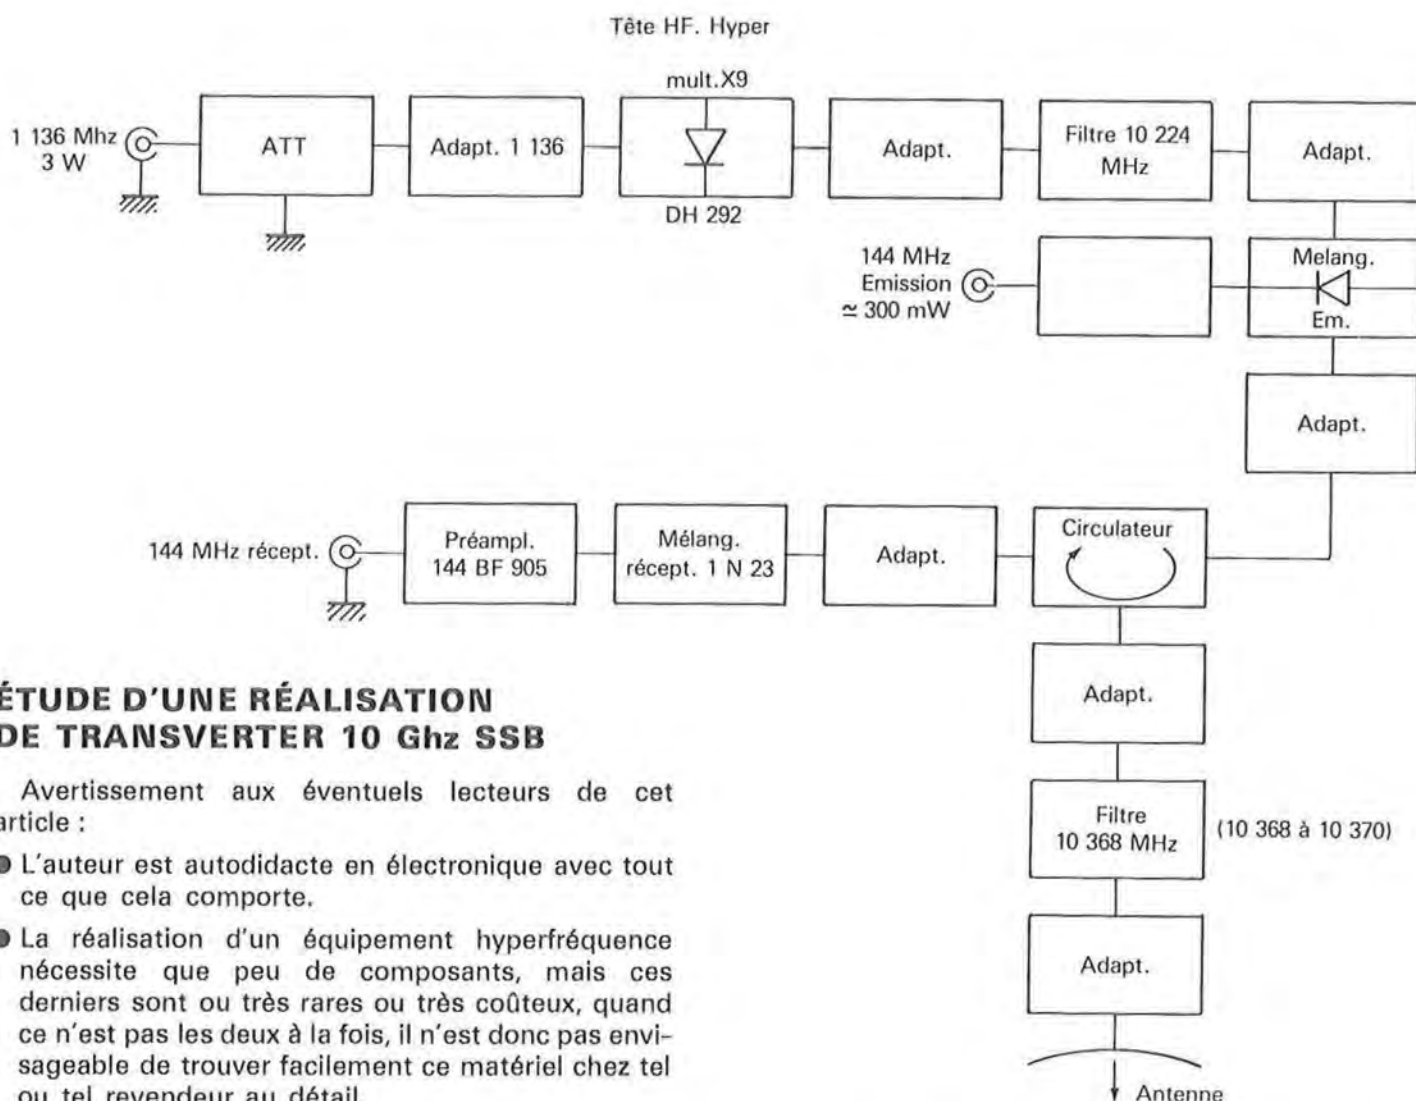 Tête HF. Hyper
mult.X9
1 136 Mhz
3 W
ATT
Adapt. 1 136
DH 292
Adapt.
Filtre 10 224
MHz
Adapt.
144 MHz
Emission
≃ 300 mW
Melang.
Em.
Adapt.
144 MHz récept.
Préampl.
144 BF 905
Mélang.
récept. 1 N 23
Adapt.
Circulateur
Adapt.
Filtre
10 368 MHz
(10 368 à 10 370)
Adapt.
Antenne
ÉTUDE D'UNE RÉALISATION
DE TRANSVERTER 10 Ghz SSB
Avertissement aux éventuels lecteurs de cet
article :
● L'auteur est autodidacte en électronique avec tout
ce que cela comporte.
● La réalisation d'un équipement hyperfréquence
nécessite que peu de composants, mais ces
derniers sont ou très rares ou très coûteux, quand
ce n'est pas les deux à la fois, il n'est donc pas envi-
sageable de trouver facilement ce matériel chez tel
ou tel revendeur au détail.